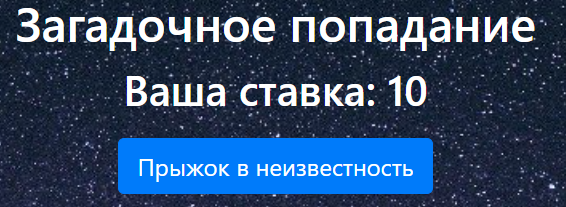 Загадочное попадание
Ваша ставка: 10
Прыжок в неизвестность